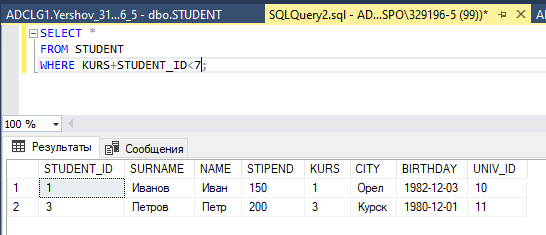 ADCLG1.Yershov_31...6_5 - dbo.STUDENT SQLQuery2.sql - AD...SPO\329196-5 (99))*
SELECT *
FROM STUDENT
WHERE KURS+STUDENT_ID<7;
100 %
Результаты Сообщения
STUDENT_ID SURNAME NAME STIPEND KURS CITY BIRTHDAY UNIV_ID
1 1 Иванов Иван 150 1 Орел 1982-12-03 10
2 3 Петров Петр 200 3 Курск 1980-12-01 11